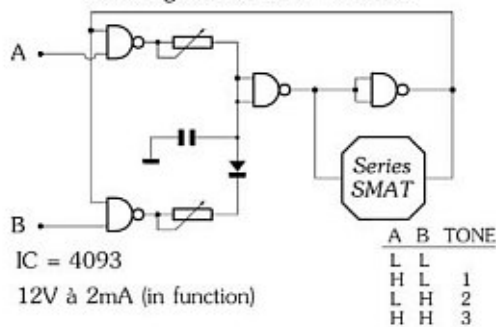 A
B
Series
SMAT
IC = 4093
12V à 2mA (in function)
A B TONE
L L
H L 1
L H 2
H H 3